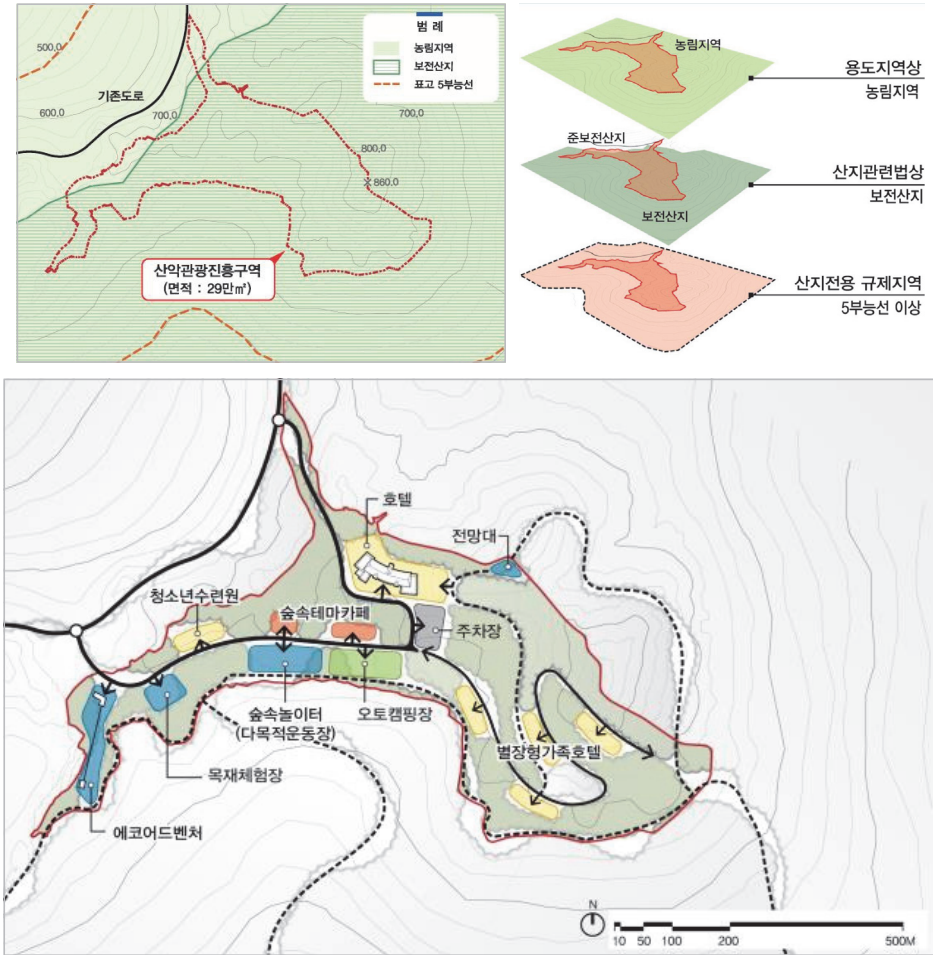 범 례
농림지역
보전산지
표고 5부능선
500.0
기존도로
600.0
700.0
700.0
800.0
860.0
산악관광진흥구역
(면적 : 29만㎡)
농림지역
용도지역상
농림지역
준보전산지
산지관련법상
보전산지
보전산지
산지전용 규제지역
5부능선 이상
호텔
전망대
청소년수련원
숲속테마카페
주차장
숲속놀이터
(다목적운동장)
오토캠핑장
별장형가족호텔
목재체험장
에코어드벤처
N
10 50 100 200 500M